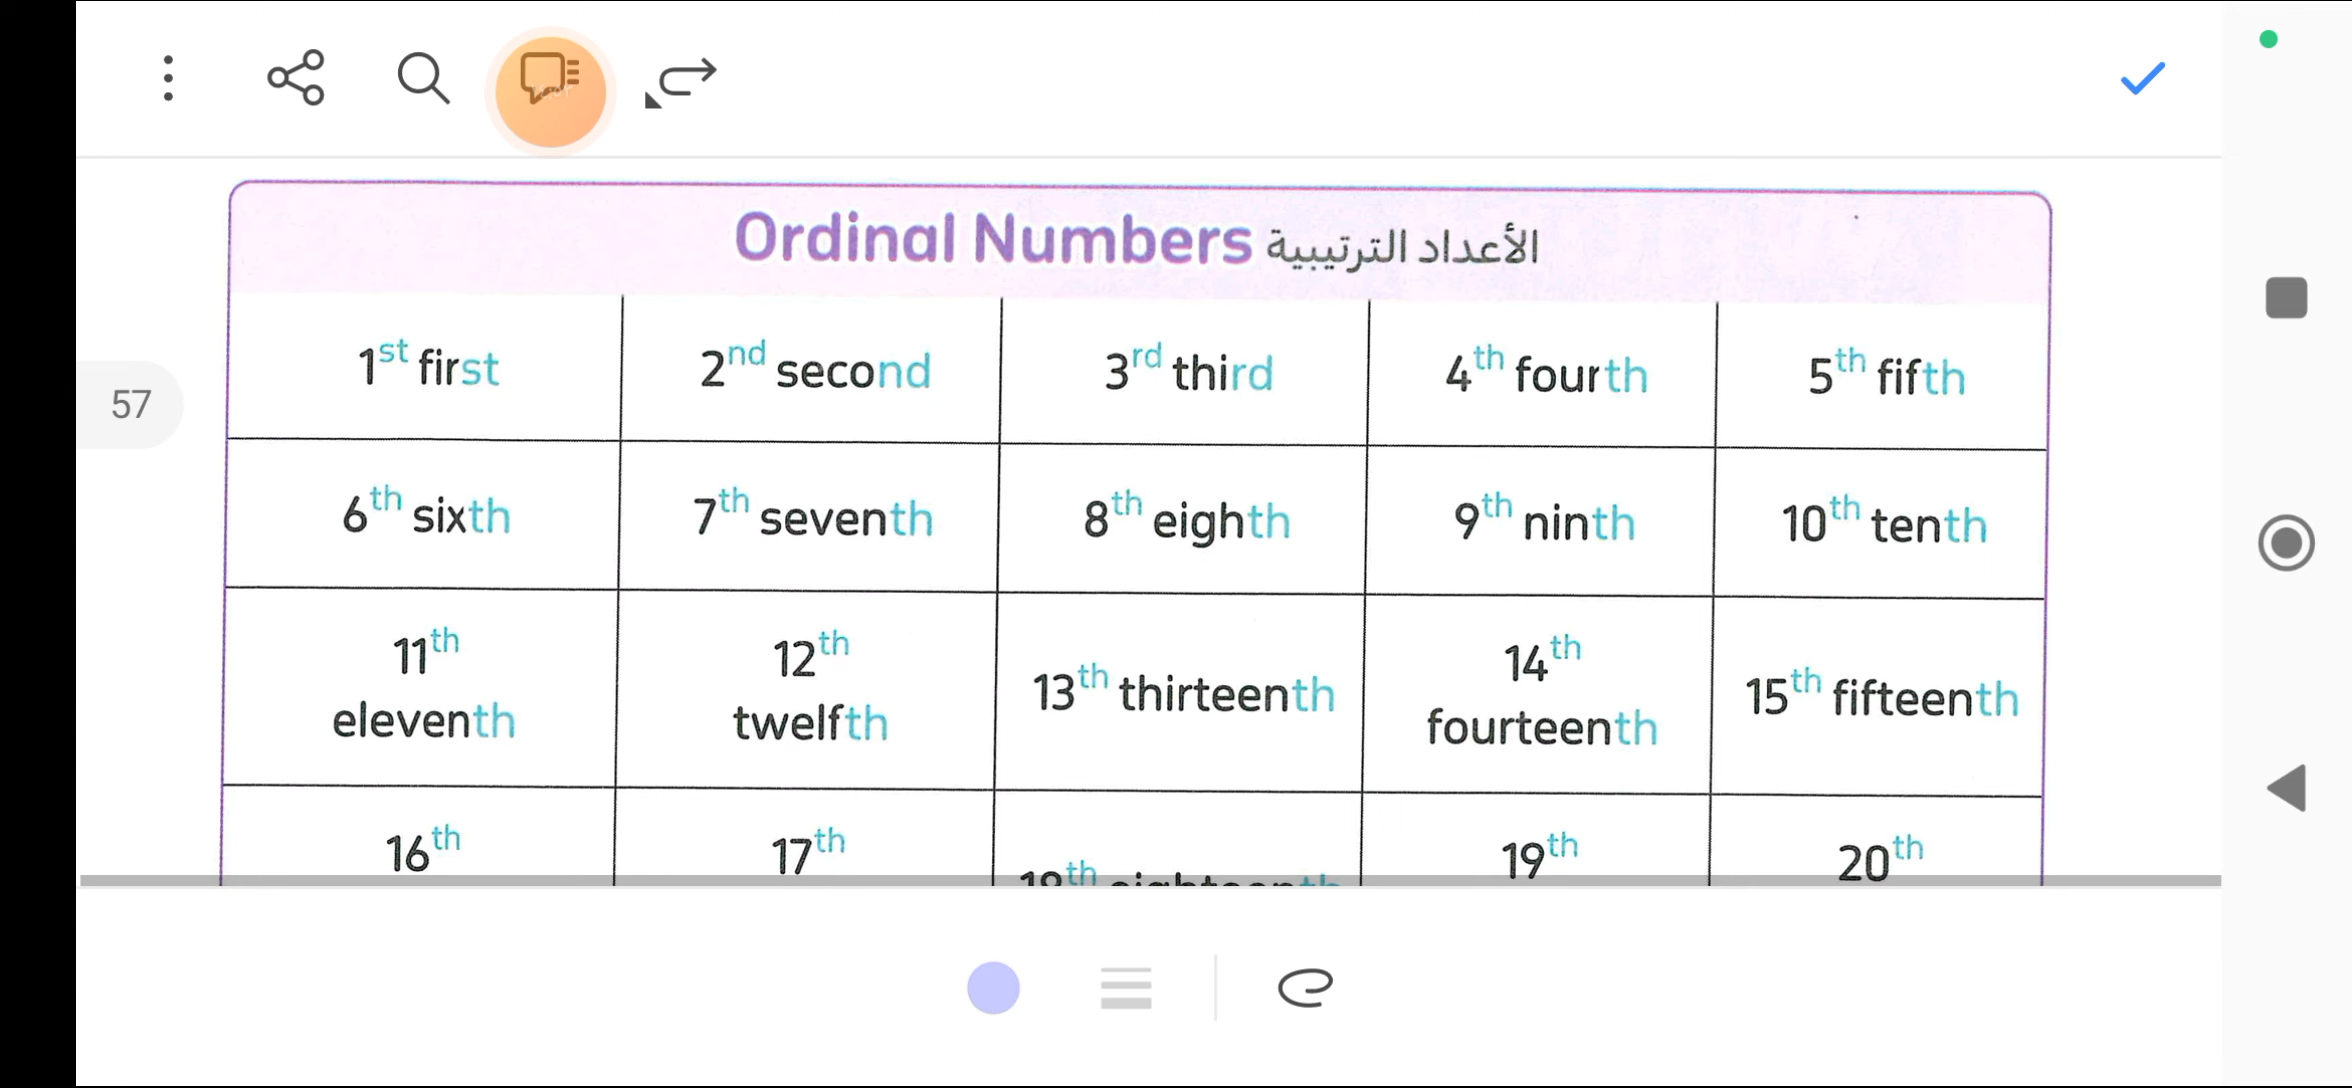 57
Ordinal Numbers الأعداد الترتيبية
1st first
2nd second
3rd third
4th fourth
5th fifth
6th sixth
7th seventh
8th eighth
9th ninth
10th tenth
11th
eleventh
12th
twelfth
13th thirteenth
14th
fourteenth
15th fifteenth
16th
17th
18th eighteenth
19th
20th